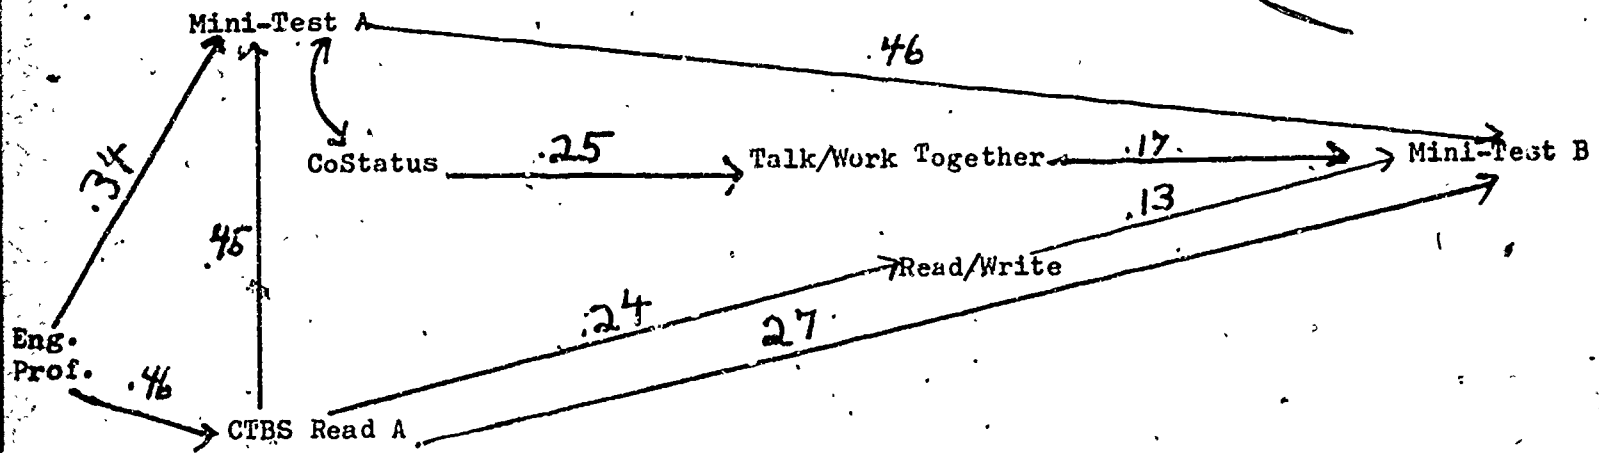 Mini-Test A
.46
CoStatus
.25
Talk/Work Together
.17.
Mini-Test B
.34
.13
.45
Read/Write
.24
27
Eng.
Prof.
.46
CTBS Read A